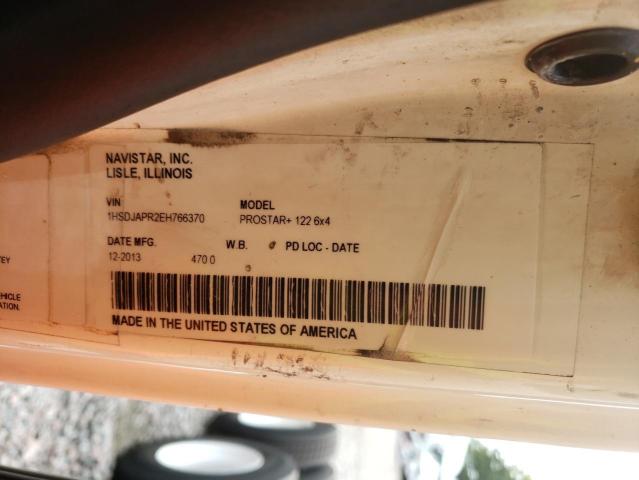 NAVISTAR, INC.
LISLE, ILLINOIS
VIN MODEL
1HSDJAPR2EH766370 PROSTAR+ 122 6x4
DATE MFG. W.B. PD LOC - DATE
12-2013 470 0
MADE IN THE UNITED STATES OF AMERICA